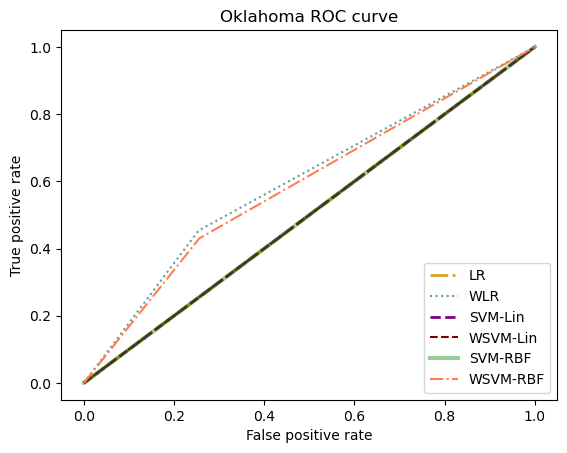 Oklahoma ROC curve
True positive rate
1.0
0.8
0.6
0.4
0.2
0.0
LR
WLR
SVM-Lin
WSVM-Lin
SVM-RBF
WSVM-RBF
0.0 0.2 0.4 0.6 0.8 1.0
False positive rate